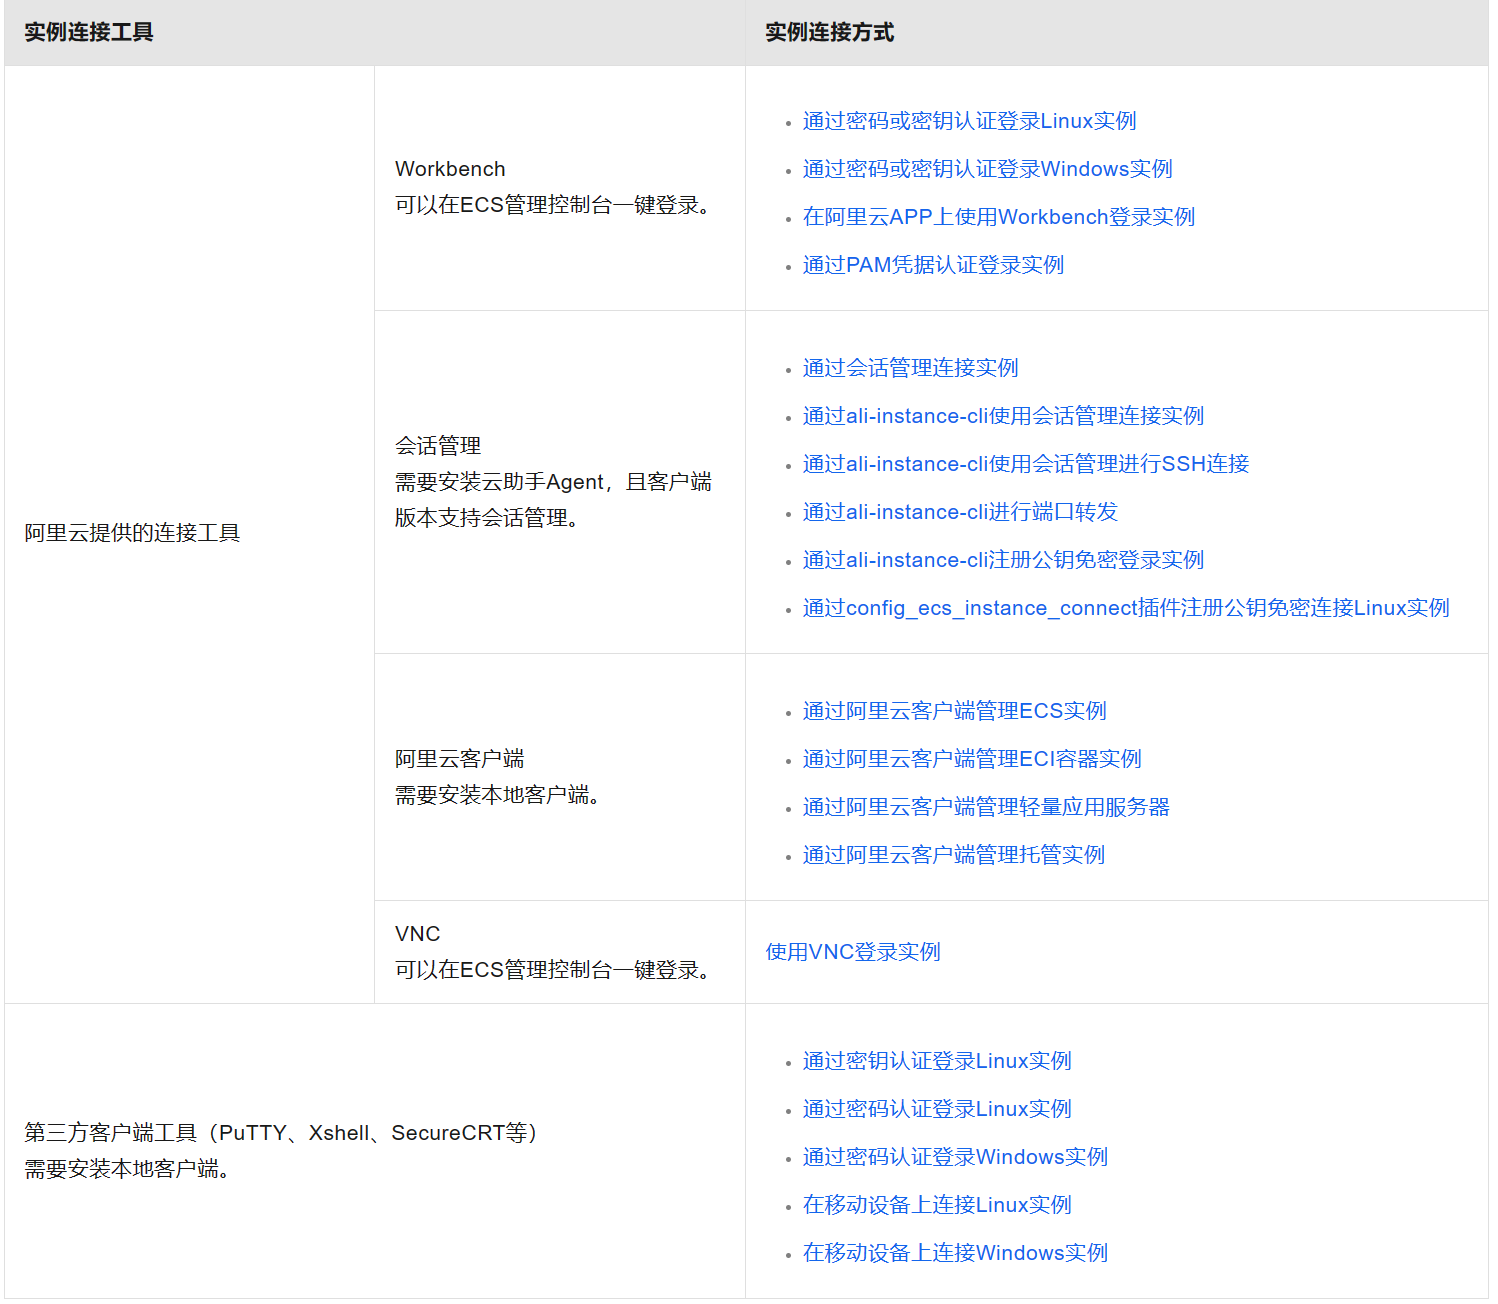 实例连接工具
实例连接方式
阿里云提供的连接工具
Workbench
可以在ECS管理控制台一键登录。
通过密码或密钥认证登录Linux实例
通过密码或密钥认证登录Windows实例
在阿里云APP上使用Workbench登录实例
通过PAM凭据认证登录实例
会话管理
需要安装云助手Agent，且客户端
版本支持会话管理。
通过会话管理连接实例
通过ali-instance-cli使用会话管理连接实例
通过ali-instance-cli使用会话管理进行SSH连接
通过ali-instance-cli进行端口转发
通过ali-instance-cli注册公钥免密登录实例
通过config_ecs_instance_connect插件注册公钥免密连接Linux实例
阿里云客户端
需要安装本地客户端。
通过阿里云客户端管理ECS实例
通过阿里云客户端管理ECI容器实例
通过阿里云客户端管理轻量应用服务器
通过阿里云客户端管理托管实例
VNC
可以在ECS管理控制台一键登录。
使用VNC登录实例
第三方客户端工具（PuTTY、Xshell、SecureCRT等）
需要安装本地客户端。
通过密钥认证登录Linux实例
通过密码认证登录Linux实例
通过密码认证登录Windows实例
在移动设备上连接Linux实例
在移动设备上连接Windows实例